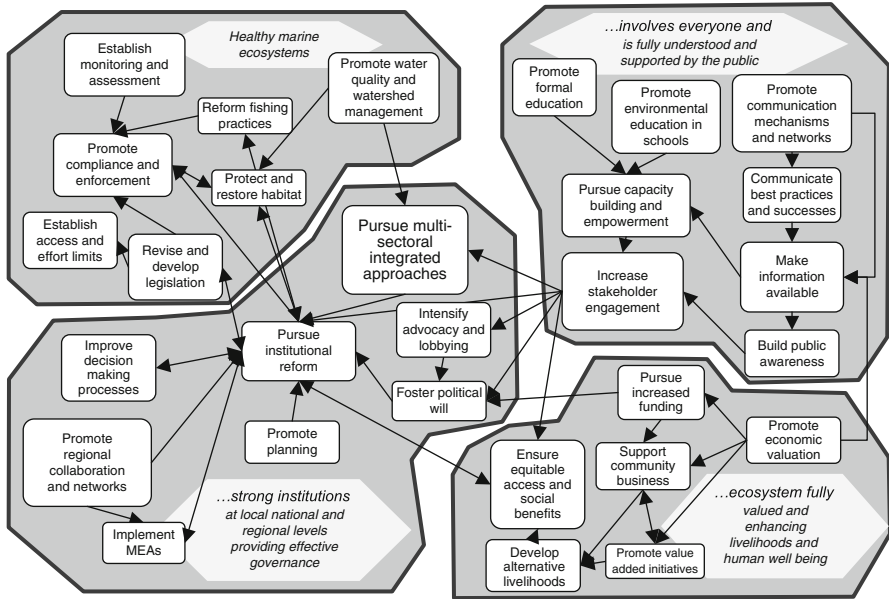 Healthy marine
ecosystems
Establish
monitoring and
assessment
Promote water
quality and
watershed
management
Reform fishing
practices
Promote
compliance and
enforcement
Protect and
restore habitat
Establish
access and
effort limits
Revise and
develop
legislation
…involves everyone and
is fully understood and
supported by the public
Promote
formal
education
Promote
environmental
education in
schools
Promote
communication
mechanisms
and networks
Pursue capacity
building and
empowerment
Communicate
best practices
and successes
Increase
stakeholder
engagement
Make
information
available
Build public
awareness
Pursue multi-
sectoral
integrated
approaches
Intensify
advocacy and
lobbying
Pursue
institutional
reform
Foster political
will
Improve
decision
making
processes
Promote
planning
Promote
regional
collaboration
and networks
Implement
MEAs
…strong institutions
at local national and
regional levels
providing effective
governance
Pursue
increased
funding
Promote
economic
valuation
Ensure
equitable
access and
social
benefits
Support
community
business
Develop
alternative
livelihoods
Promote value
added initiatives
…ecosystem fully
valued and
enhancing
livelihoods and
human well being